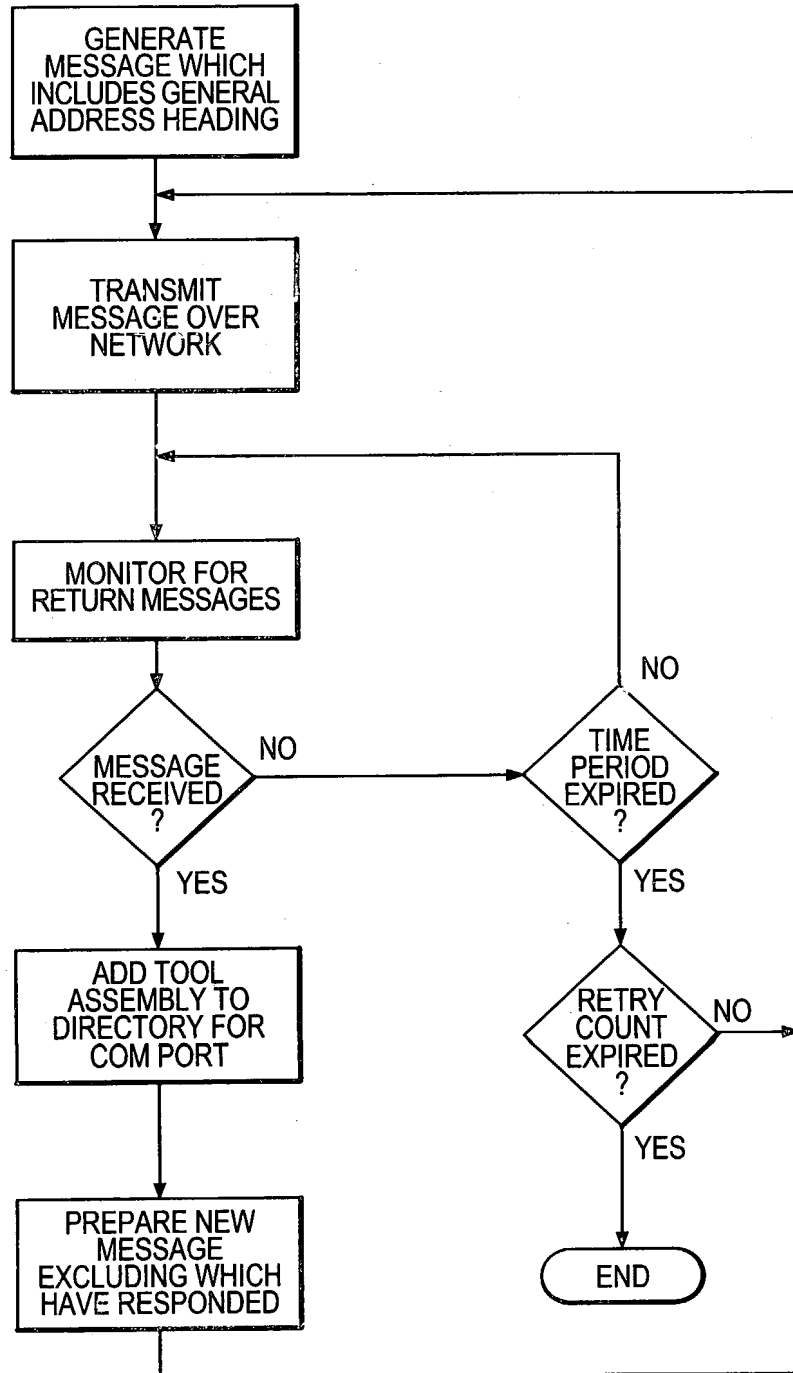 GENERATE
MESSAGE WHICH
INCLUDES GENERAL
ADDRESS HEADING
TRANSMIT
MESSAGE OVER
NETWORK
MONITOR FOR
RETURN MESSAGES
MESSAGE
RECEIVED
?
NO
YES
TIME
PERIOD
EXPIRED
?
NO
YES
ADD TOOL
ASSEMBLY TO
DIRECTORY FOR
COM PORT
RETRY
COUNT
EXPIRED
?
NO
YES
PREPARE NEW
MESSAGE
EXCLUDING WHICH
HAVE RESPONDED
END